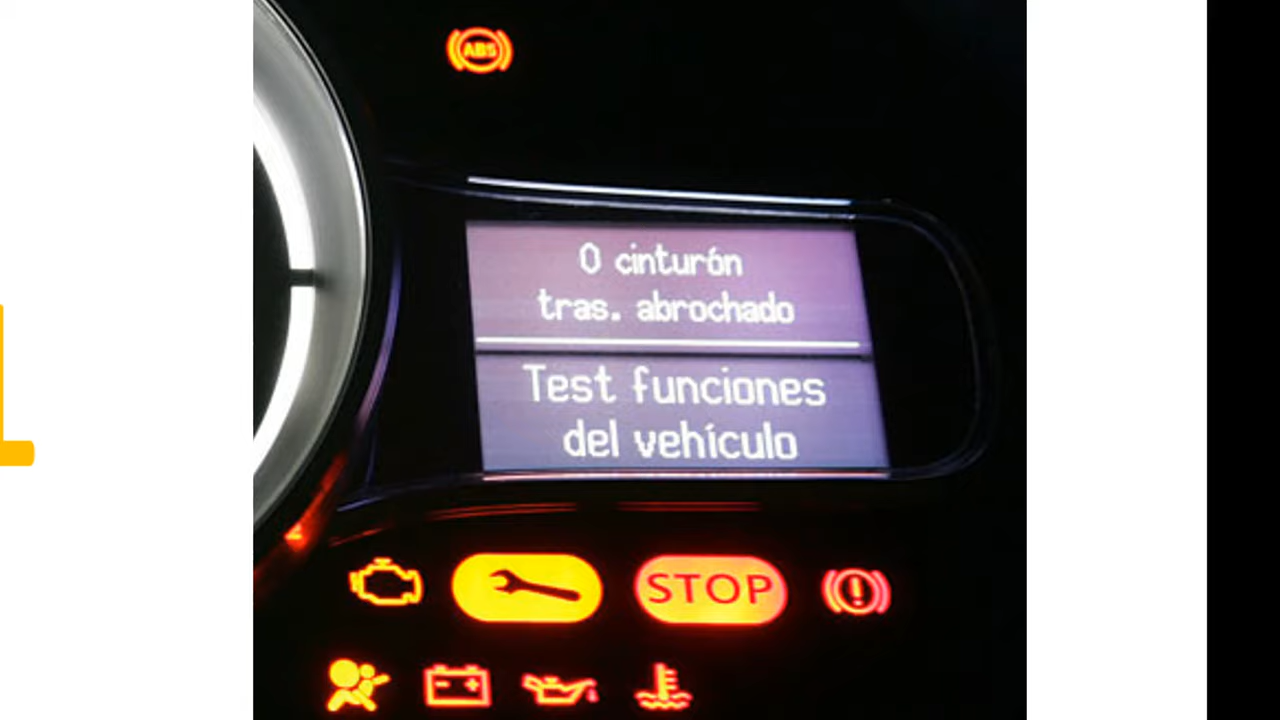 ABS
0 cinturón
tras. abrochado
Test funciones
del vehículo
STOP